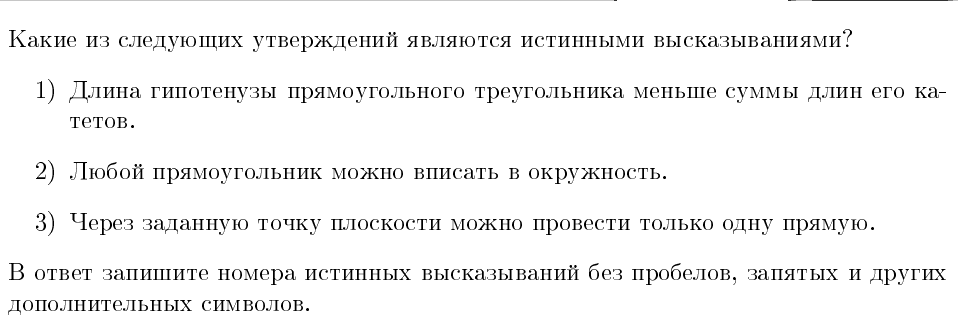 Какие из следующих утверждений являются истинными высказываниями?
1) Длина гипотенузы прямоугольного треугольника меньше суммы длин его ка-
тетов.
2) Любой прямоугольник можно вписать в окружность.
3) Через заданную точку плоскости можно провести только одну прямую.
В ответ запишите номера истинных высказываний без пробелов, запятых и других
дополнительных символов.